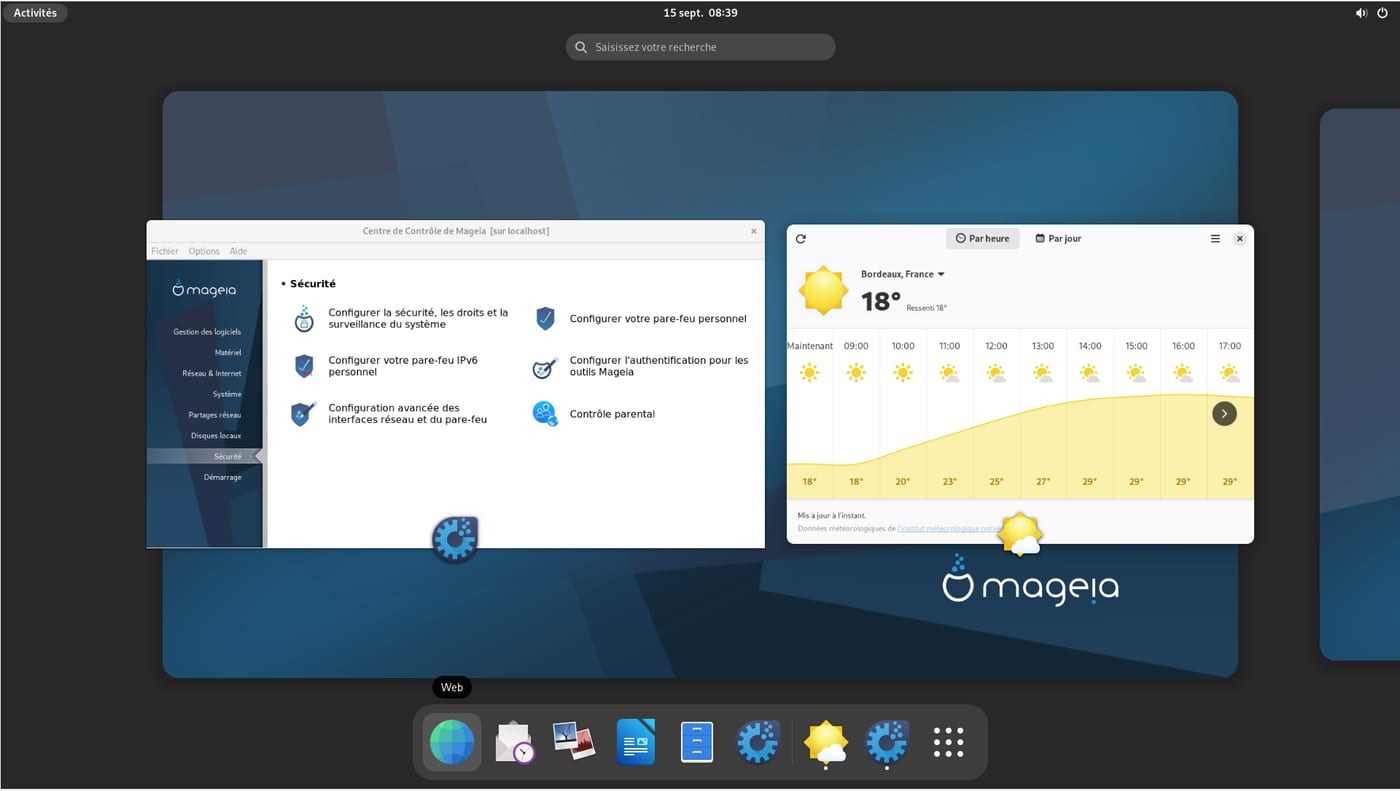 Activités
15 sept. 08:39
Saisissez votre recherche
Centre de Contrôle de Mageia [sur localhost]
Fichier Options Aide
mageia
Gestion des logiciels
Matériel
Réseau & Internet
Système
Partages réseau
Disques locaux
Sécurité
Démarrage
• Sécurité
Configurer la sécurité, les droits et la
surveillance du système
Configurer votre pare-feu personnel
Configurer votre pare-feu IPv6
personnel
Configurer l'authentification pour les
outils Mageia
Configuration avancée des
interfaces réseau et du pare-feu
Contrôle parental
Par heure
Par jour
Bordeaux, France
18°
Ressenti 18°
Maintenant 09:00 10:00 11:00 12:00 13:00 14:00 15:00 16:00 17:00
18° 18° 20° 23° 25° 27° 29° 29° 29° 29°
Mis à jour à l'instant.
Données météorologiques de l'institut météorologique
mageia
Web